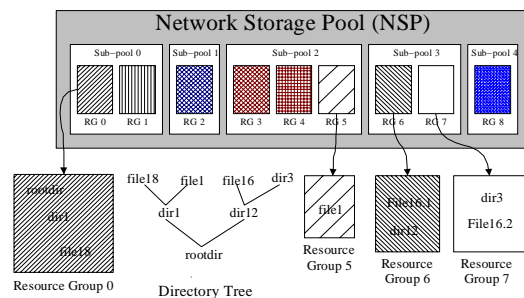 Network Storage Pool (NSP)
Sub-pool 0
Sub-pool 1
Sub-pool 2
Sub-pool 3
Sub-pool 4
RG 0
RG 1
RG 2
RG 3
RG 4
RG 5
RG 6
RG 7
RG 8
rootdir
dir1
file18
Resource Group 0
file18
file1
file16
dir3
dir1
dir12
rootdir
Directory Tree
file1
Resource
Group 5
File16.1
dir12
Resource
Group 6
dir3
File16.2
Resource
Group 7